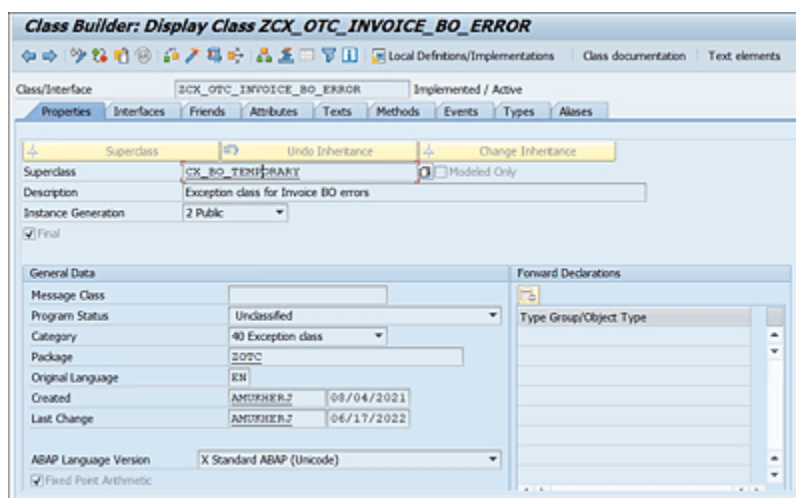 Class Builder: Display Class ZCX_OTC_INVOICE_BO_ERROR
Local Definitions/Implementations Class documentation Text elements
Class/Interface ZCX_OTC_INVOICE_BO_ERROR Implemented / Active
Properties Interfaces Friends Attributes Texts Methods Events Types Aliases
Superclass Undo Inheritance Change Inheritance
Superclass CX_BO_TEMPORARY Modeled Only
Description Exception class for Invoice BO errors
Instance Generation 2 Public
Final
General Data Forward Declarations
Message Class
Program Status Unclassified Type Group/Object Type
Category 40 Exception class
Package ZOTC
Original Language EN
Created AMUKHERJ 08/04/2021
Last Change AMUKHERJ 06/17/2022
ABAP Language Version X Standard ABAP (Unicode)
Fixed Point Arithmetic